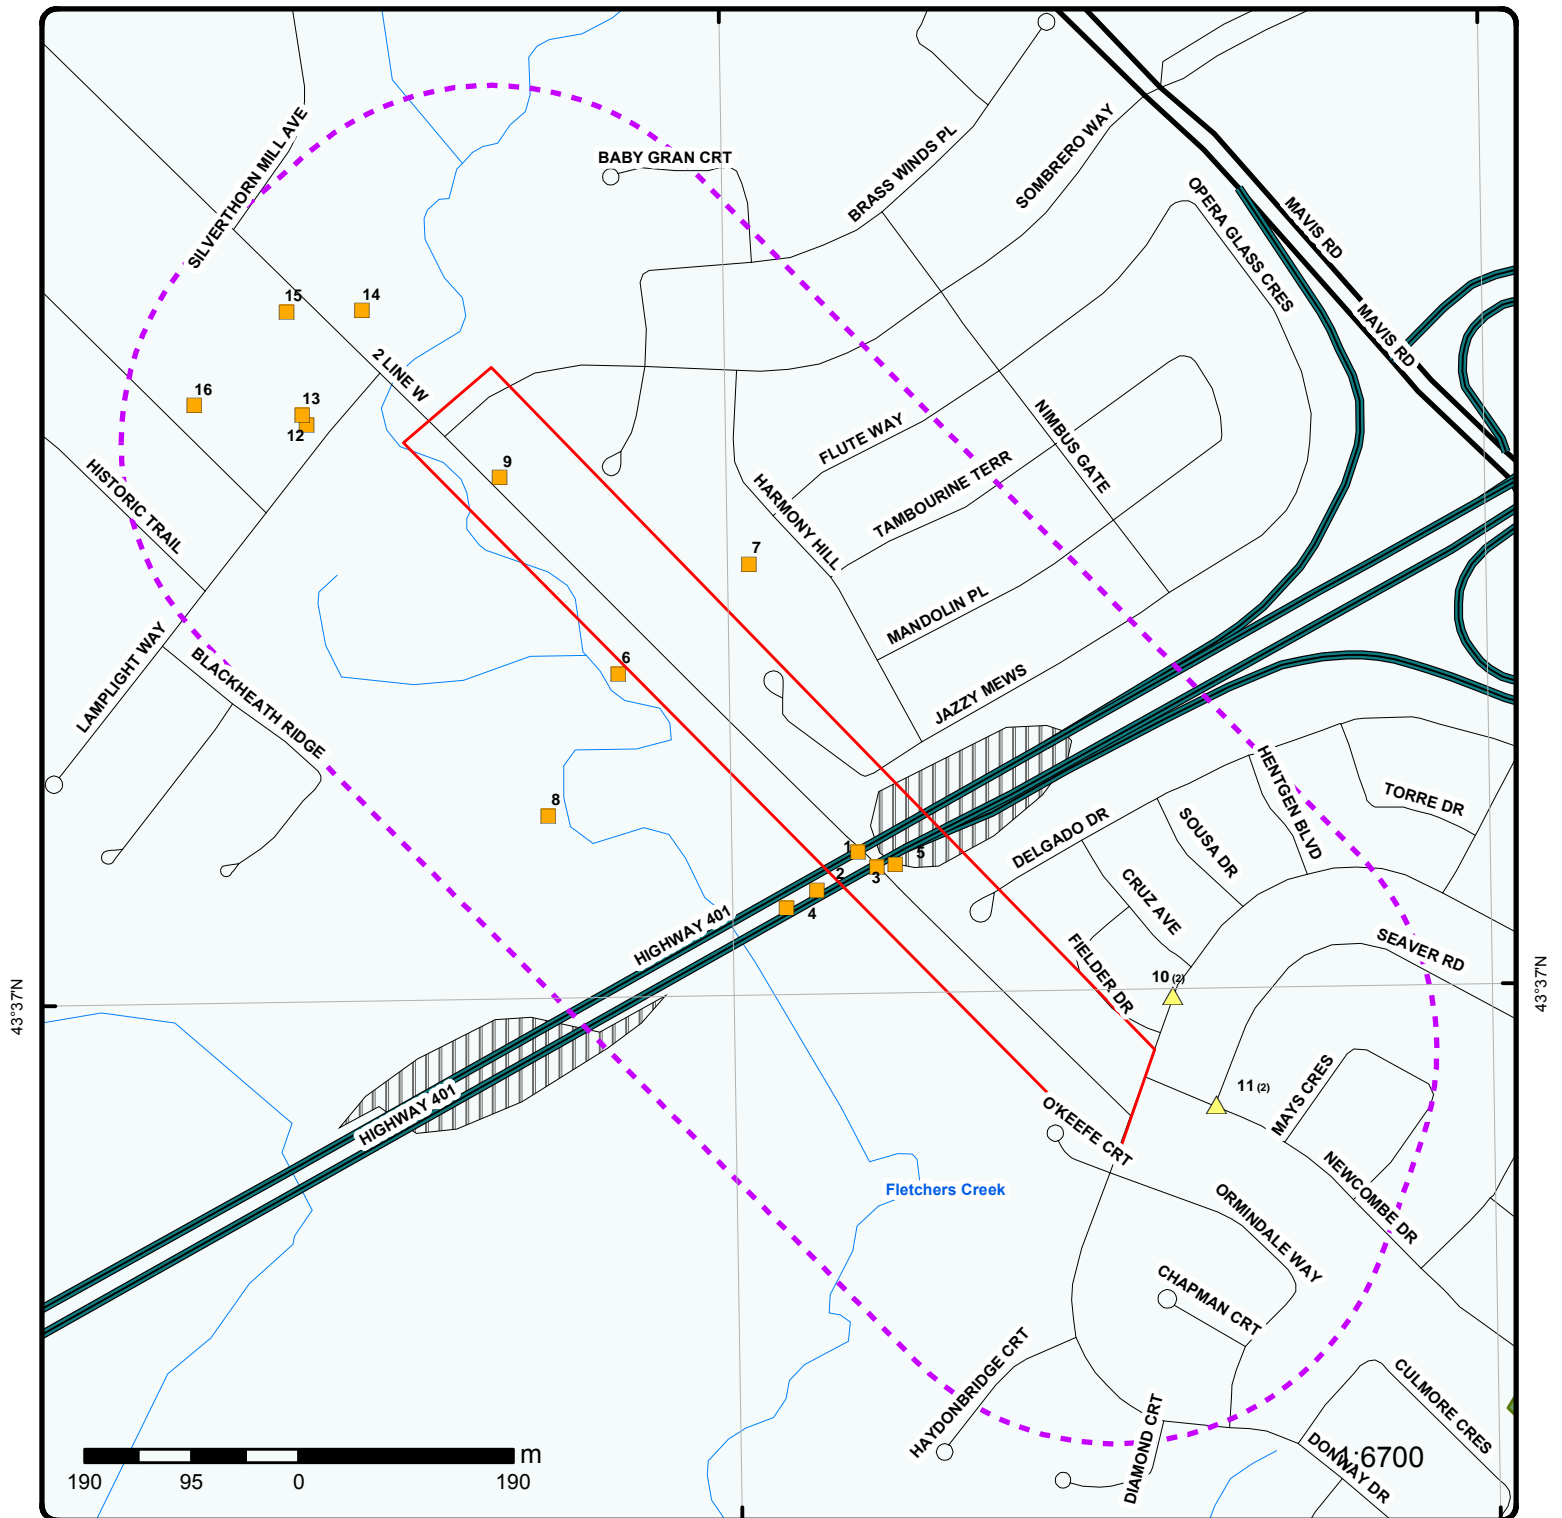 SILVERTHORN MILL AVE
BABY GRAN CRT
BRASS WINDS PL
SOMBRERO WAY
OPERA GLASS CRES
MAVIS RD
MAVIS RD
15
14
2 LINE W
16
13
12
9
HISTORIC TRAIL
FLUTE WAY
NIMBUS GATE
TAMBOURINE TERR
HARMONY HILL
7
MANDOLIN PL
LAMPLIGHT WAY
BLACKHEATH RIDGE
6
JAZZY MEWS
8
HENTGEN BLVD
TORRE DR
DELGADO DR
SOUSA DR
1
5
2
3
4
CRUZ AVE
HIGHWAY 401
FIELDER DR
SEAVER RD
10 (2)
43°37'N
43°37'N
HIGHWAY 401
11 (2)
MAYS CRES
O'KEEFE CRT
Fletchers Creek
NEWCOMBE DR
ORMINDALE WAY
CHAPMAN CRT
HAYDONBRIDGE CRT
DIAMOND CRT
CULMORE CRES
DONWAY DR
1:6700
m
190 95 0 190